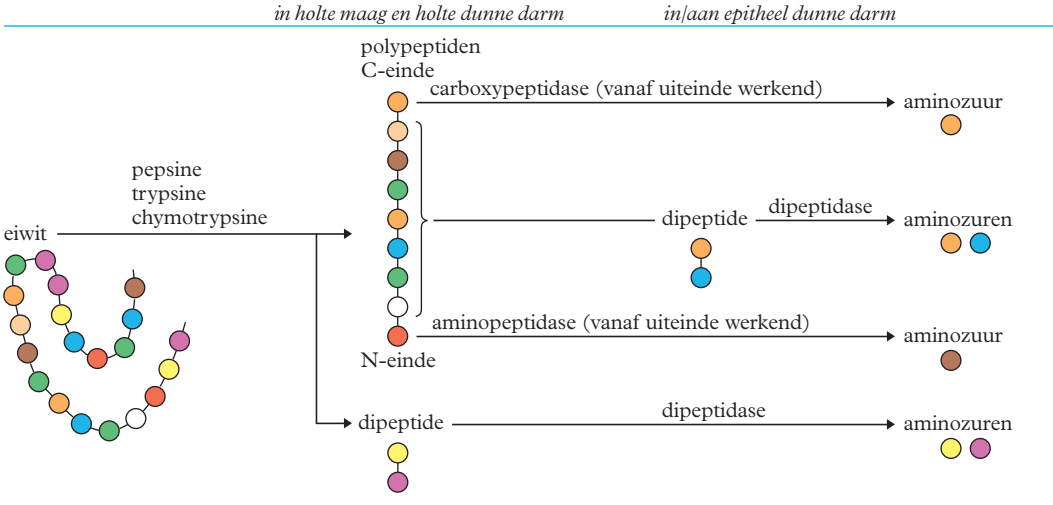 in holte maag en holte dunne darm
in/aan epitheel dunne darm
polypeptiden
C-einde
carboxypeptidase (vanaf uiteinde werkend)
aminozuur
pepsine
trypsine
chymotrypsine
eiwit
dipeptide
dipeptidase
aminozuren
aminopeptidase (vanaf uiteinde werkend)
aminozuur
N-einde
dipeptide
dipeptidase
aminozuren